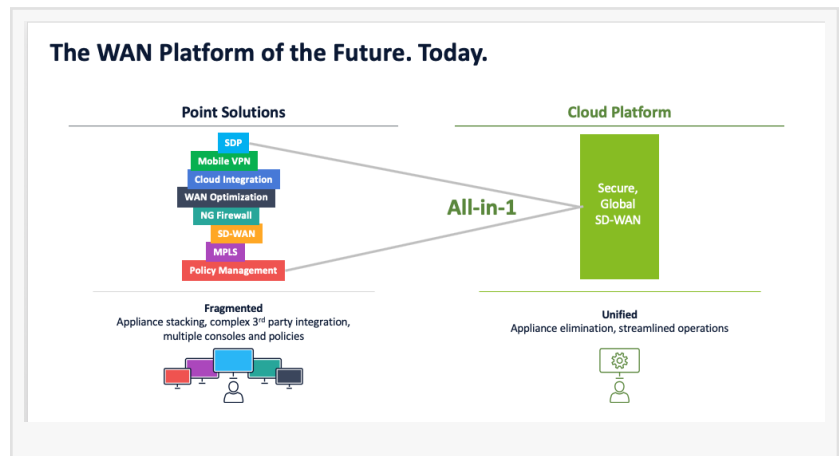 The WAN Platform of the Future. Today.
Point Solutions
SDP
Mobile VPN
Cloud Integration
WAN Optimization
NG Firewall
SD-WAN
MPLS
Policy Management
Fragmented
Appliance stacking, complex 3rd party integration,
multiple consoles and policies
All-in-1
Cloud Platform
Secure,
Global
SD-WAN
Unified
Appliance elimination, streamlined operations